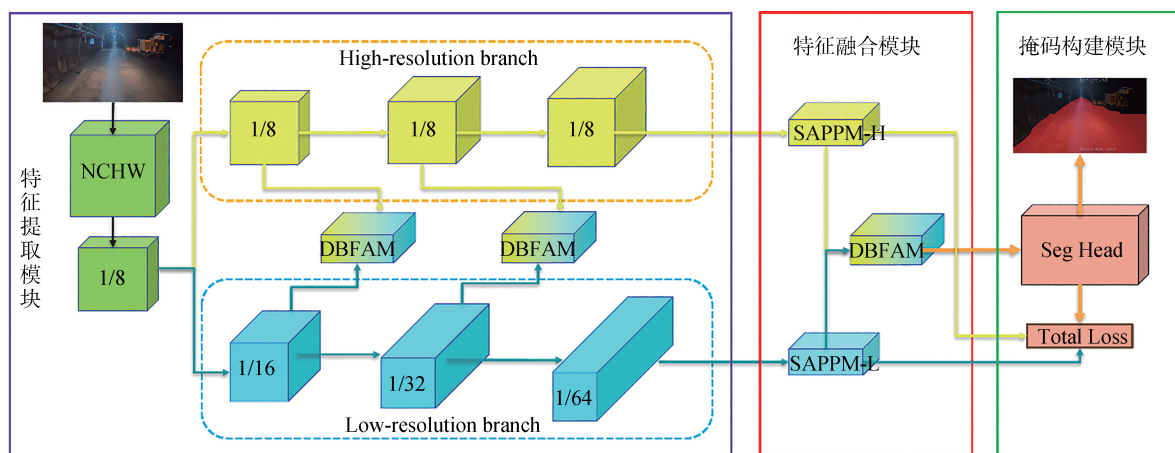 特征提取模块
NCHW
1/8
High-resolution branch
1/8
1/8
1/8
DBFAM
DBFAM
1/16
1/32
1/64
Low-resolution branch
特征融合模块
SAPPM-H
DBFAM
SAPPM-L
掩码构建模块
Seg Head
Total Loss